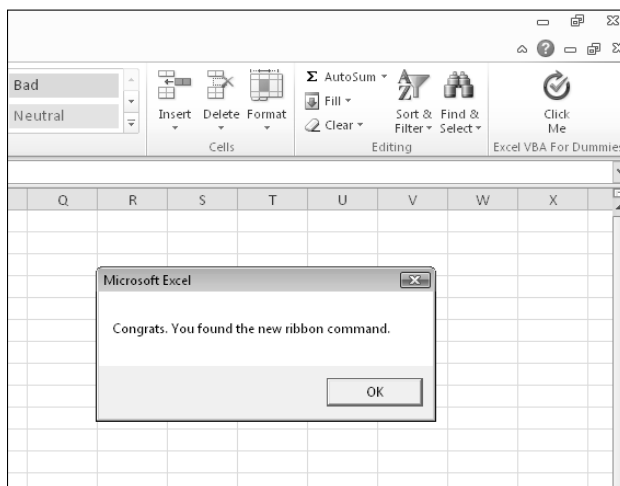 Bad
Neutral
Insert Delete Format
Cells
Σ AutoSum
Fill
Clear
Sort & Filter
Find & Select
Editing
Click Me
Excel VBA For Dummies
Q R S T U V W X
Microsoft Excel
Congrats. You found the new ribbon command.
OK